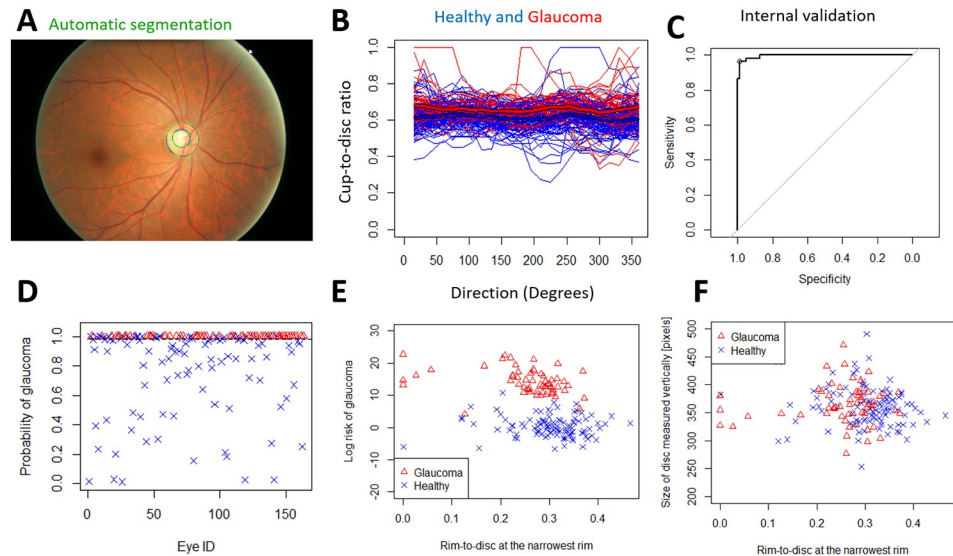 A
Automatic segmentation
B
Healthy and Glaucoma
Cup-to-disc ratio
1.0
0.8
0.6
0.4
0.2
0.0
0 50 100 150 200 250 300 350
Direction (Degrees)
C
Internal validation
Sensitivity
1.0
0.8
0.6
0.4
0.2
0.0
1.0 0.8 0.6 0.4 0.2 0.0
Specificity
D
Probability of glaucoma
1.0
0.8
0.6
0.4
0.2
0.0
0 50 100 150
Eye ID
E
Log risk of glaucoma
30
20
10
0
-10
-20
Glaucoma
Healthy
0.0 0.1 0.2 0.3 0.4
Rim-to-disc at the narrowest rim
F
Size of disc measured vertically [pixels]
500
450
400
350
300
250
200
Glaucoma
Healthy
0.0 0.1 0.2 0.3 0.4
Rim-to-disc at the narrowest rim